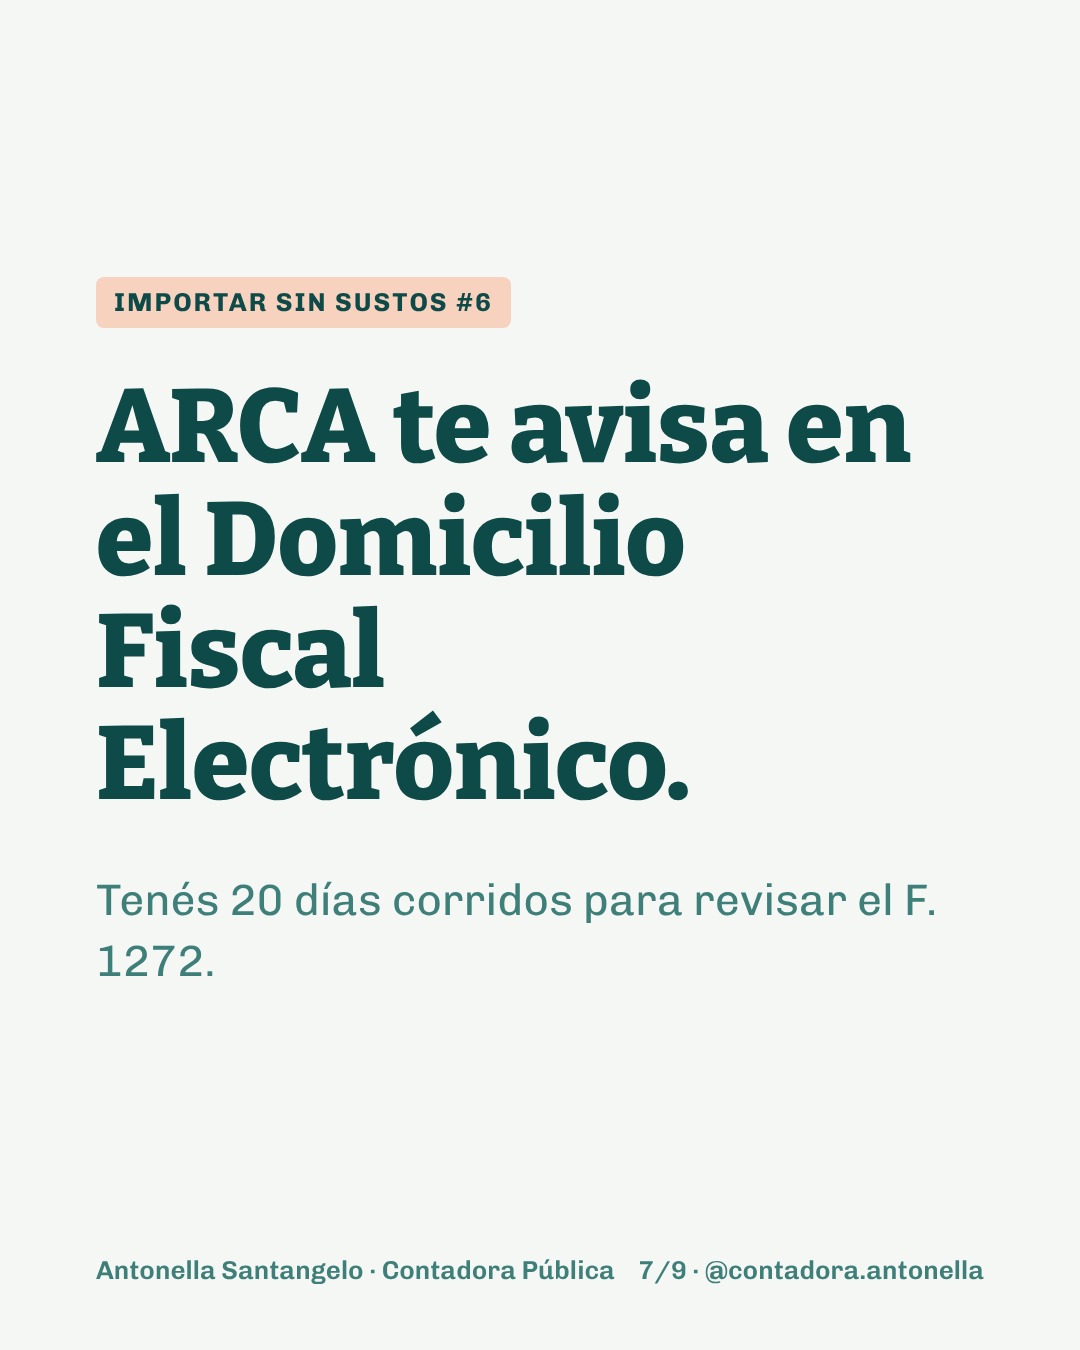 IMPORTAR SIN SUSTOS #6
ARCA te avisa en
el Domicilio
Fiscal
Electrónico.
Tenés 20 días corridos para revisar el F.
1272.
Antonella Santangelo · Contadora Pública 7/9 · @contadora.antonella